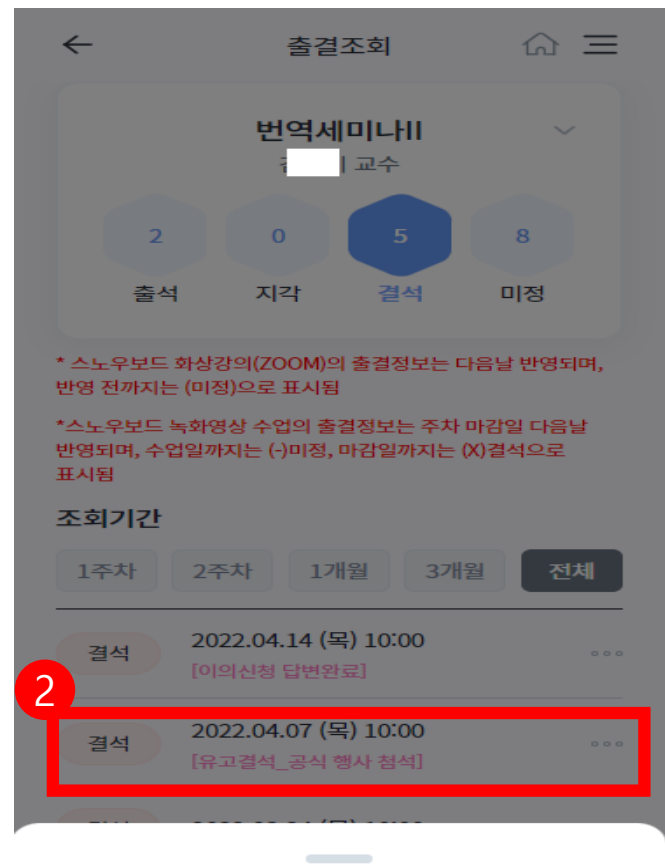 출결조회
번역세미나II
교수
2 0 5 8
출석 지각 결석 미정
* 스노우보드 화상강의(ZOOM)의 출결정보는 다음날 반영되며,
반영 전까지는 (미정)으로 표시됨
*스노우보드 녹화영상 수업의 출결정보는 주차 마감일 다음날
반영되며, 수업일까지는 (-)미정, 마감일까지는 (X)결석으로
표시됨
조회기간
1주차 2주차 1개월 3개월 전체
결석 2022.04.14 (목) 10:00
[이의신청 답변완료]
2
결석 2022.04.07 (목) 10:00
[유고결석_공식 행사 첨석]